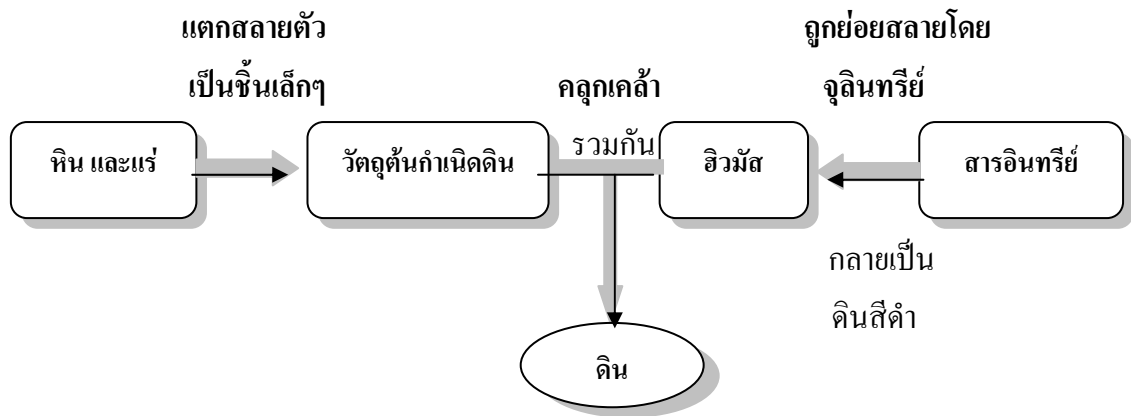 แตกสลายตัว
เป็นชิ้นเล็กๆ
ถูกย่อยสลายโดย
จุลินทรีย์
คลุกเคล้า
รวมกัน
หิน และแร่
วัตถุต้นกำเนิดดิน
ฮิวมัส
สารอินทรีย์
กลายเป็น
ดินสีดำ
ดิน